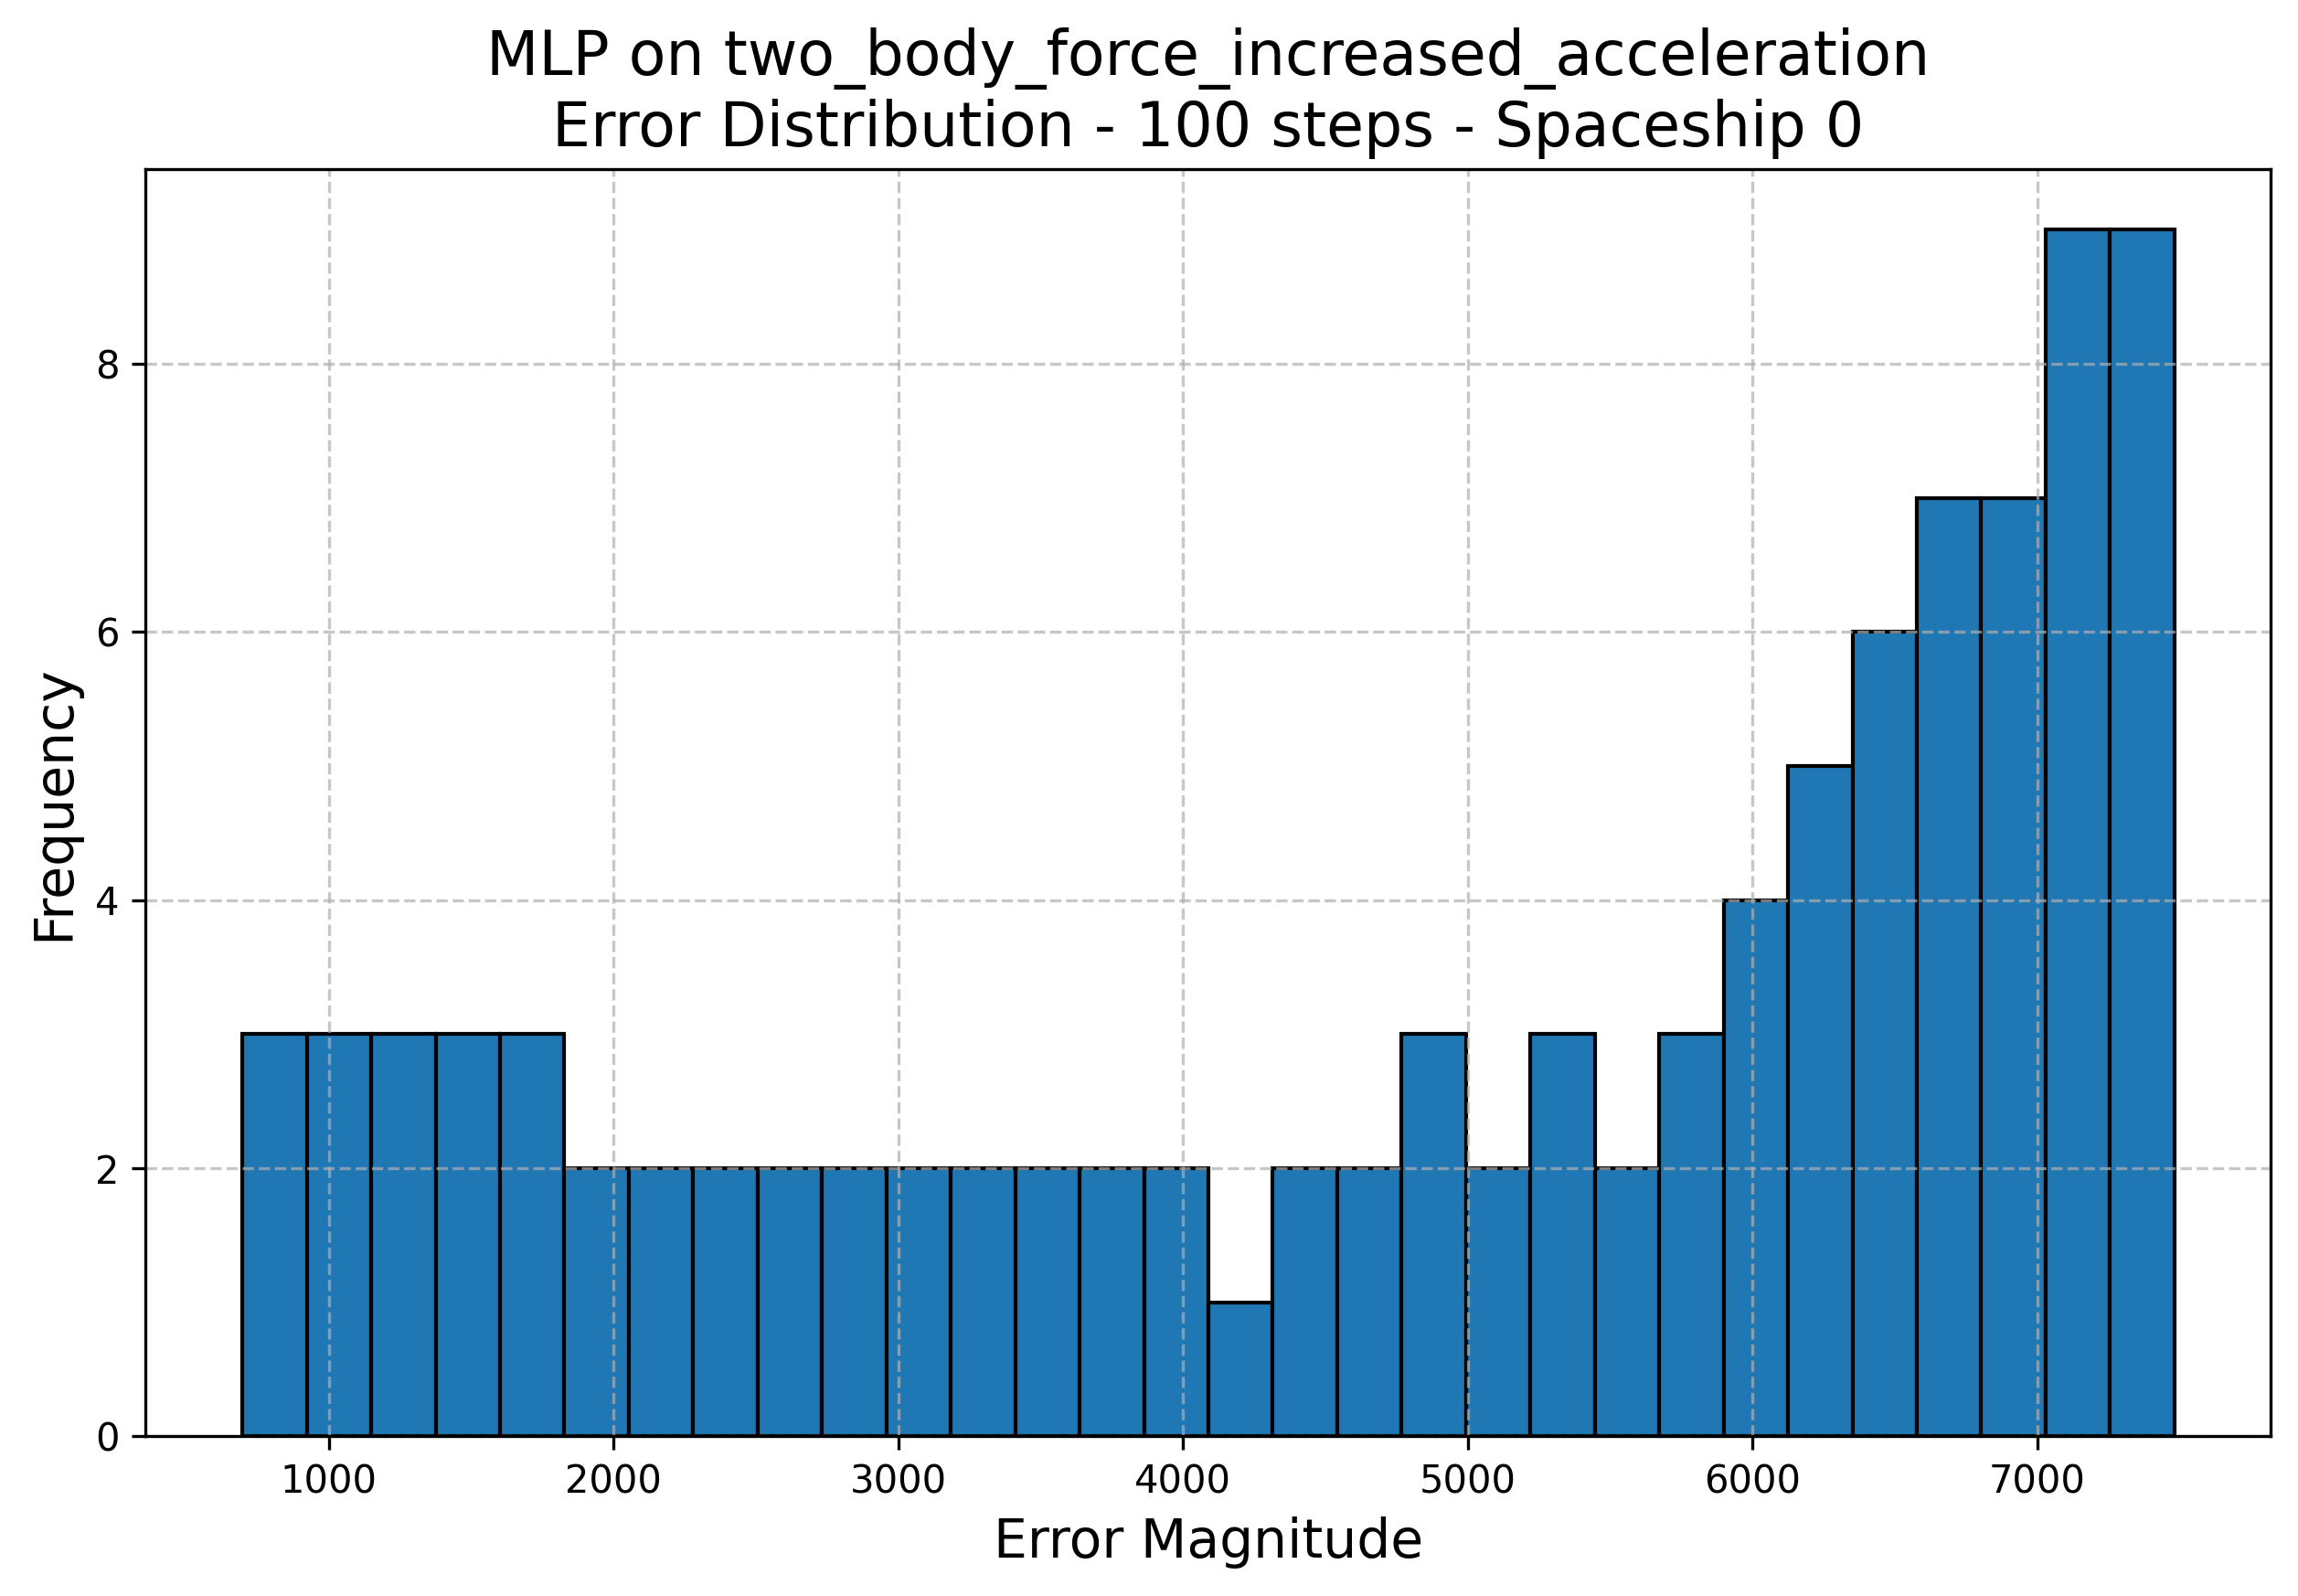 MLP on two_body_force_increased_acceleration
Error Distribution - 100 steps - Spaceship 0
Frequency
8
6
4
2
0
1000 2000 3000 4000 5000 6000 7000
Error Magnitude